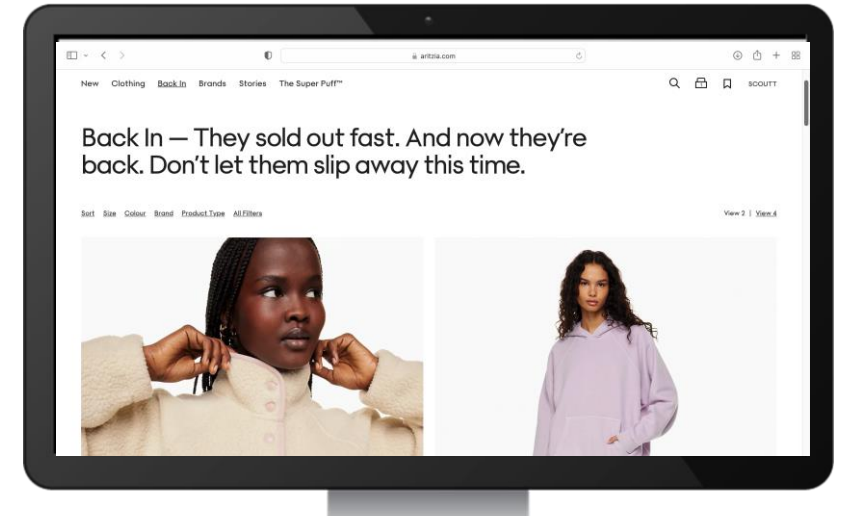 aritzia.com
New Clothing Back In Brands Stories The Super Puff™
1
SCOUTT
Back In — They sold out fast. And now they're
back. Don't let them slip away this time.
Sort Size Colour Brand Product Type All Filters
View 2 | View 4